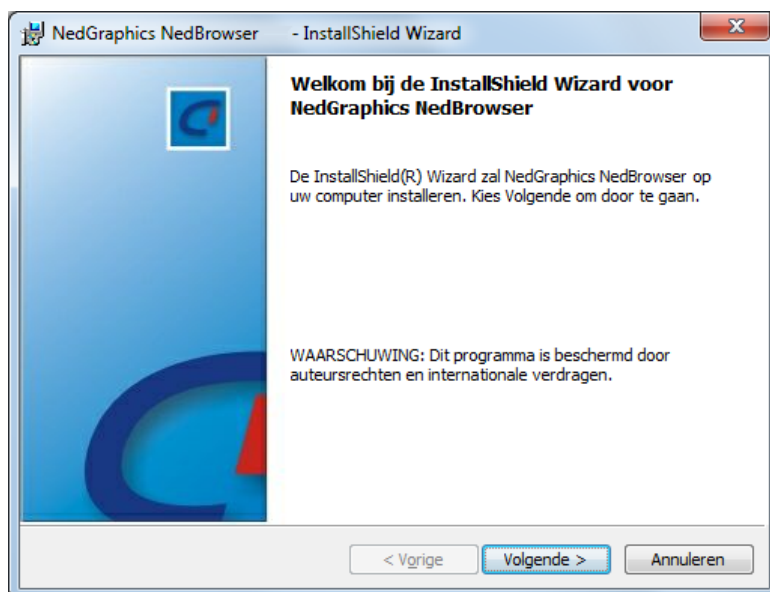 NedGraphics NedBrowser - InstallShield Wizard
Welkom bij de InstallShield Wizard voor
NedGraphics NedBrowser
De InstallShield(R) Wizard zal NedGraphics NedBrowser op
uw computer installeren. Kies Volgende om door te gaan.
WAARSCHUWING: Dit programma is beschermd door
auteursrechten en internationale verdragen.
< Vorige Volgende > Annuleren